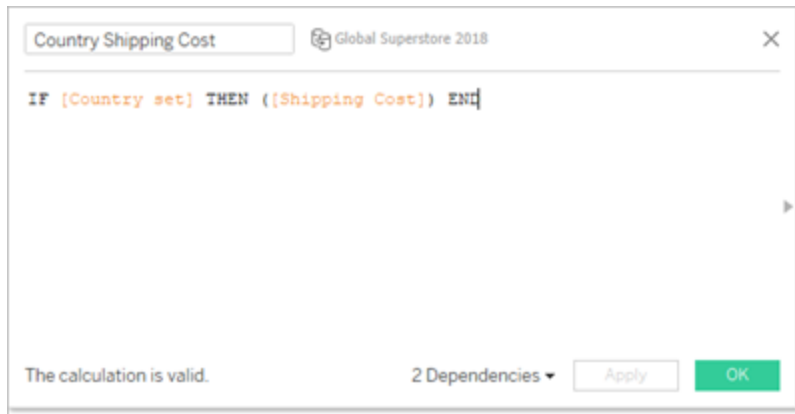 Country Shipping Cost Global Superstore 2018
IF [Country set] THEN ([Shipping Cost]) END
The calculation is valid. 2 Dependencies Apply OK